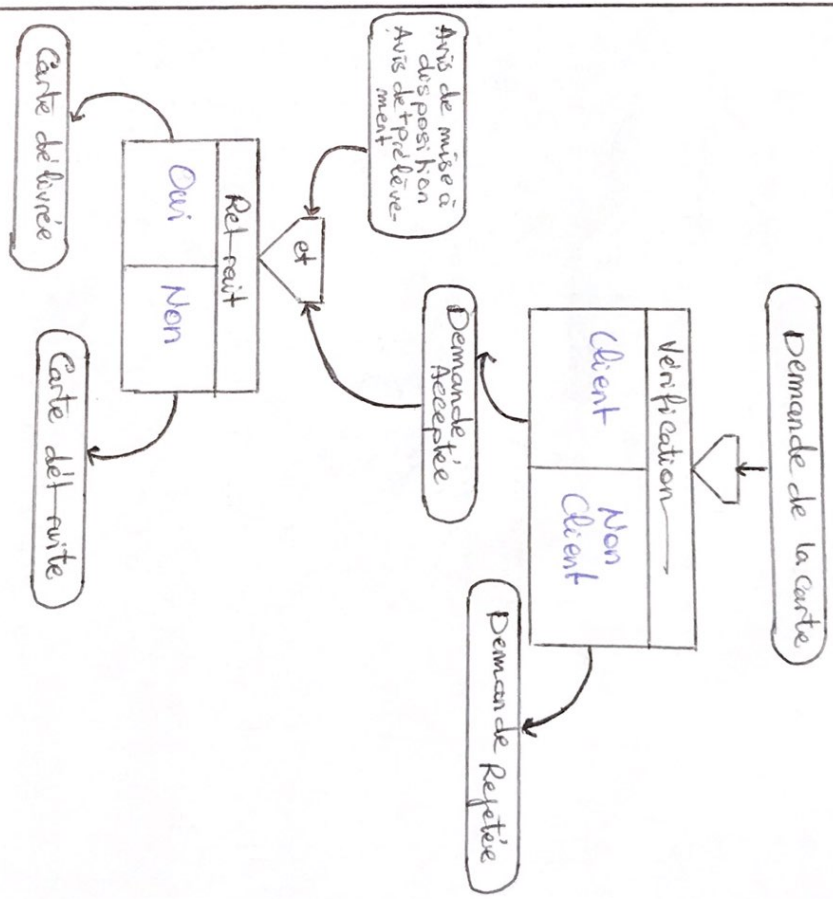 Demande de la carte
Vérification
Client
Non
Client
Demande
Acceptée
Demande Rejetée
Avis de mise à
disposition
Avis de prélève-
ment
et
Retrait
Oui
Non
Carte délivrée
Carte détruite